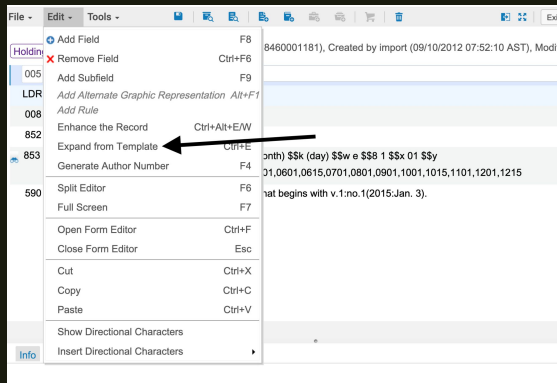 File Edit Tools Exi
Holding 8460001181), Created by import (09/10/2012 07:52:10 AST), Modi
Add Field F8
Remove Field Ctrl+F6
005 Add Subfield F9
LDR Add Alternate Graphic Representation Alt+F1
Add Rule
008 Enhance the Record Ctrl+Alt+E/W
852 Expand from Template Ctrl+E
853 onth) $$k (day) $$w e $$8 1 $$x 01 $$y
Generate Author Number F4 01,0601,0615,0701,0801,0901,1001,1015,1101,1201,1215
590 Split Editor F6 hat begins with v.1:no.1(2015:Jan. 3).
Full Screen F7
Open Form Editor Ctrl+F
Close Form Editor Esc
Cut Ctrl+X
Copy Ctrl+C
Paste Ctrl+V
Show Directional Characters
Info Insert Directional Characters